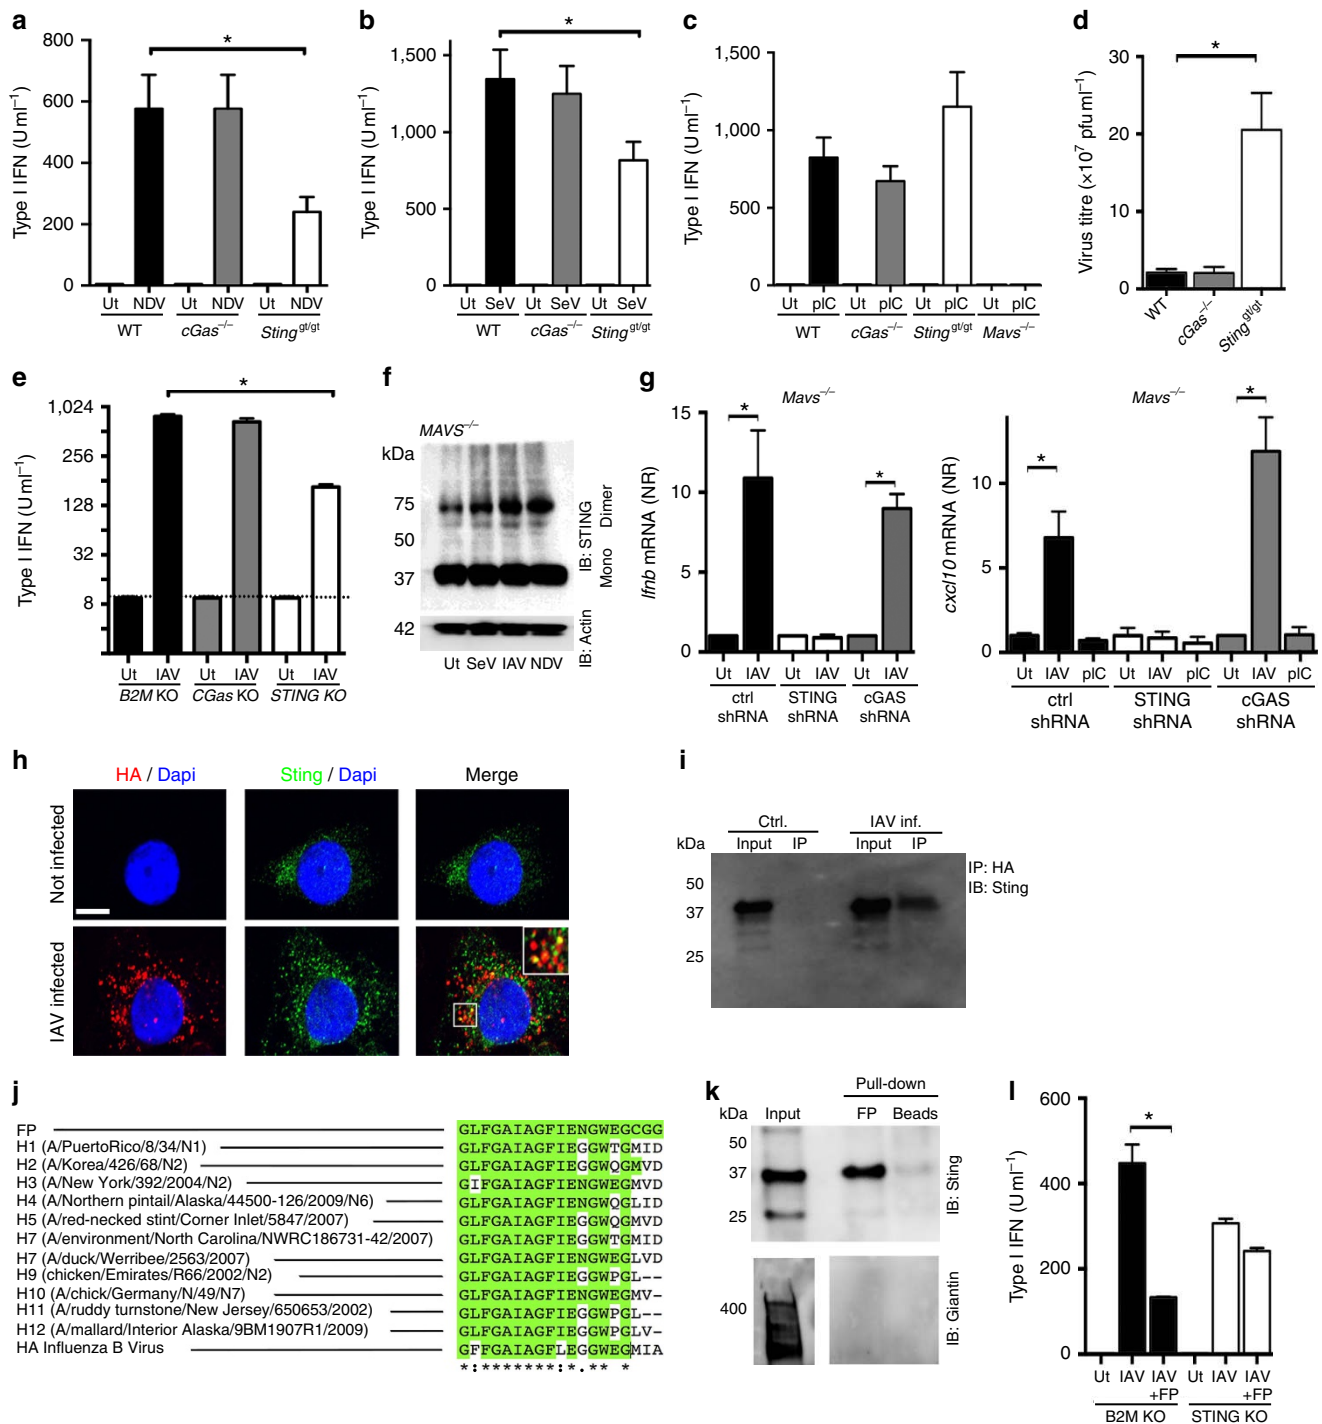 a
*
Type I IFN (U ml−1)
800
600
400
200
0
Ut NDV Ut NDV Ut NDV
WT cGas−/− Stinggt/gt
b
*
Type I IFN (U ml−1)
1,500
1,000
500
0
Ut SeV Ut SeV Ut SeV
WT cGas−/− Stinggt/gt
c
Type I IFN (U ml−1)
1,500
1,000
500
0
Ut pIC Ut pIC Ut pIC Ut pIC
WT cGas−/− Stinggt/gt Mavs−/−
d
*
Virus titre (×10⁷ pfu ml−1)
30
20
10
0
WT cGas−/− Stinggt/gt
e
*
Type I IFN (U ml−1)
1,024
256
128
32
8
Ut IAV Ut IAV Ut IAV
B2M KO CGas KO STING KO
f
MAVS−/−
kDa
75
50
37
42
IB: STING
Mono Dimer
IB: Actin
Ut SeV IAV NDV
g
Mavs−/−
Ifnb mRNA (NR)
15
10
5
0
* *
Ut IAV Ut IAV Ut IAV
ctrl shRNA STING shRNA cGAS shRNA
Mavs−/−
cxcl10 mRNA (NR)
10
5
0
* *
Ut IAV pIC Ut IAV pIC Ut IAV pIC
ctrl shRNA STING shRNA cGAS shRNA
h
HA / Dapi Sting / Dapi Merge
Not infected
IAV infected
i
Ctrl. IAV inf.
kDa Input IP Input IP
50
37
25
IP: HA
IB: Sting
j
FP GLFGAIAGFIENGWEGCGG
H1 (A/PuertoRico/8/34/N1) GLFGAIAGFIEGGWTGMID
H2 (A/Korea/426/68/N2) GLFGAIAGFIEGGWQGMVD
H3 (A/New York/392/2004/N2) GIFGAIAGFIENGWEGMVD
H4 (A/Northern pintail/Alaska/44500-126/2009/N6) GLFGAIAGFIENGWQGLID
H5 (A/red-necked stint/Corner Inlet/5847/2007) GLFGAIAGFIEGGWQGMVD
H7 (A/environment/North Carolina/NWRC186731-42/2007) GLFGAIAGFIEGGWTGMID
H7 (A/duck/Werribee/2563/2007) GLFGAIAGFIENGWEGLVD
H9 (chicken/Emirates/R66/2002/N2) GLFGAIAGFIEGGWPGL--
H10 (A/chick/Germany/N/49/N7) GLFGAIAGFIENGWEGMV-
H11 (A/ruddy turnstone/New Jersey/650653/2002) GLFGAIAGFIEGGWPGL--
H12 (A/mallard/Interior Alaska/9BM1907R1/2009) GLFGAIAGFIEGGWPGLV-
HA Influenza B Virus GFFGAIAGFLEGGWEGMIA
*:*******:*.** *
k
Pull-down
kDa Input FP Beads
50
37
25
IB: Sting
400
IB: Giantin
l
*
Type I IFN (U ml−1)
600
400
200
0
Ut IAV IAV +FP Ut IAV IAV +FP
B2M KO STING KO